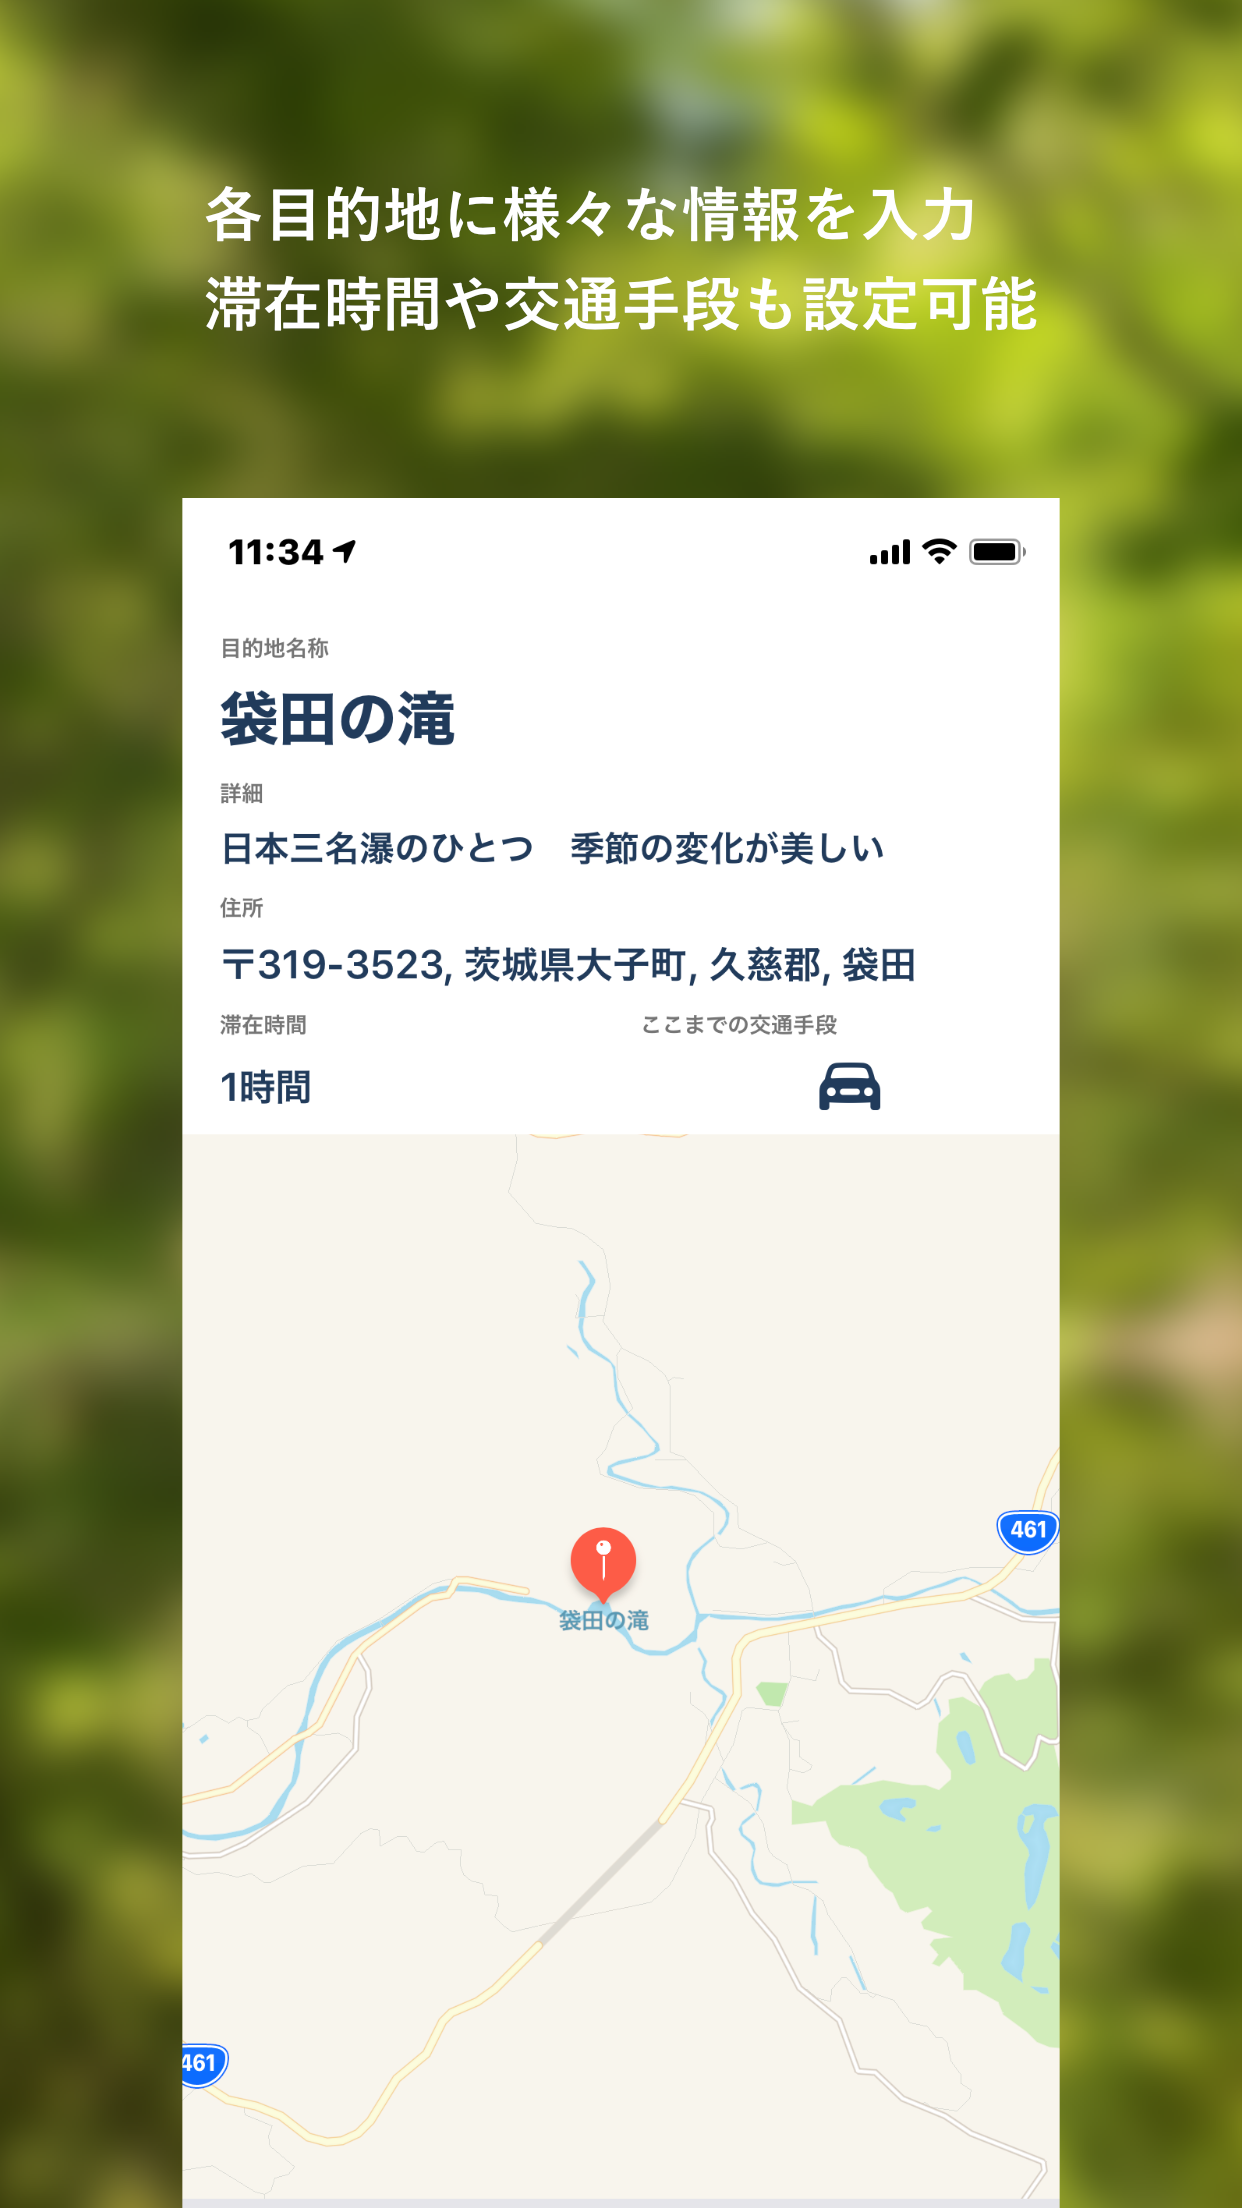 各目的地に様々な情報を入力
滞在時間や交通手段も設定可能
11:34
目的地名称
袋田の滝
詳細
日本三名瀑のひとつ　季節の変化が美しい
住所
〒319-3523, 茨城県大子町, 久慈郡, 袋田
滞在時間 ここまでの交通手段
1時間
461
袋田の滝
461